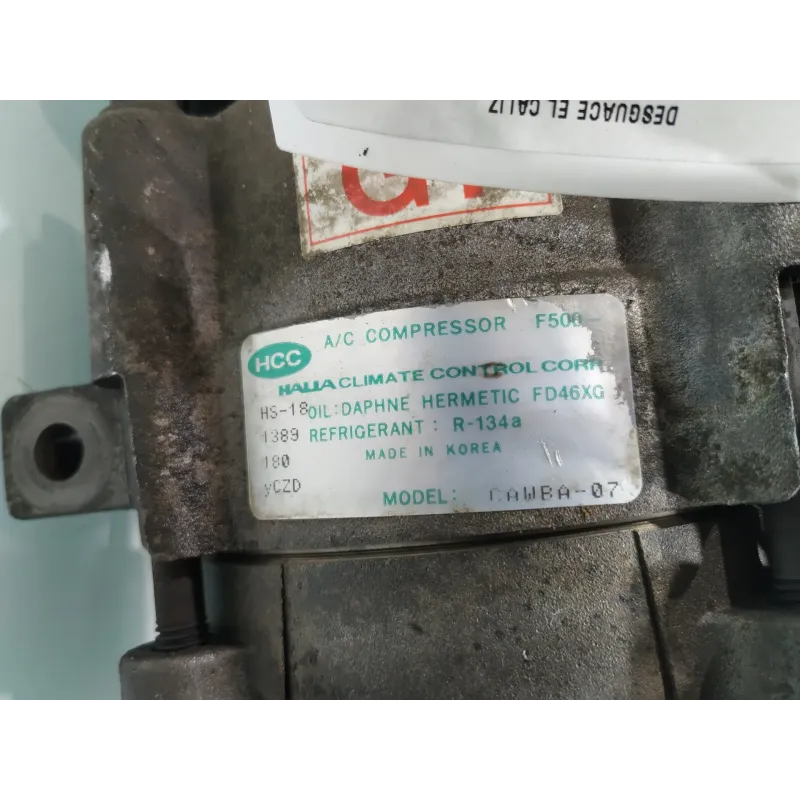 DESGUACE EL CALIZ
A/C COMPRESSOR F500-
HCC
HALLA CLIMATE CONTROL CORP.
HS-18 OIL: DAPHNE HERMETIC FD46XG
1389 REFRIGERANT: R-134a
180 MADE IN KOREA
yCZD
MODEL: CAWBA-07